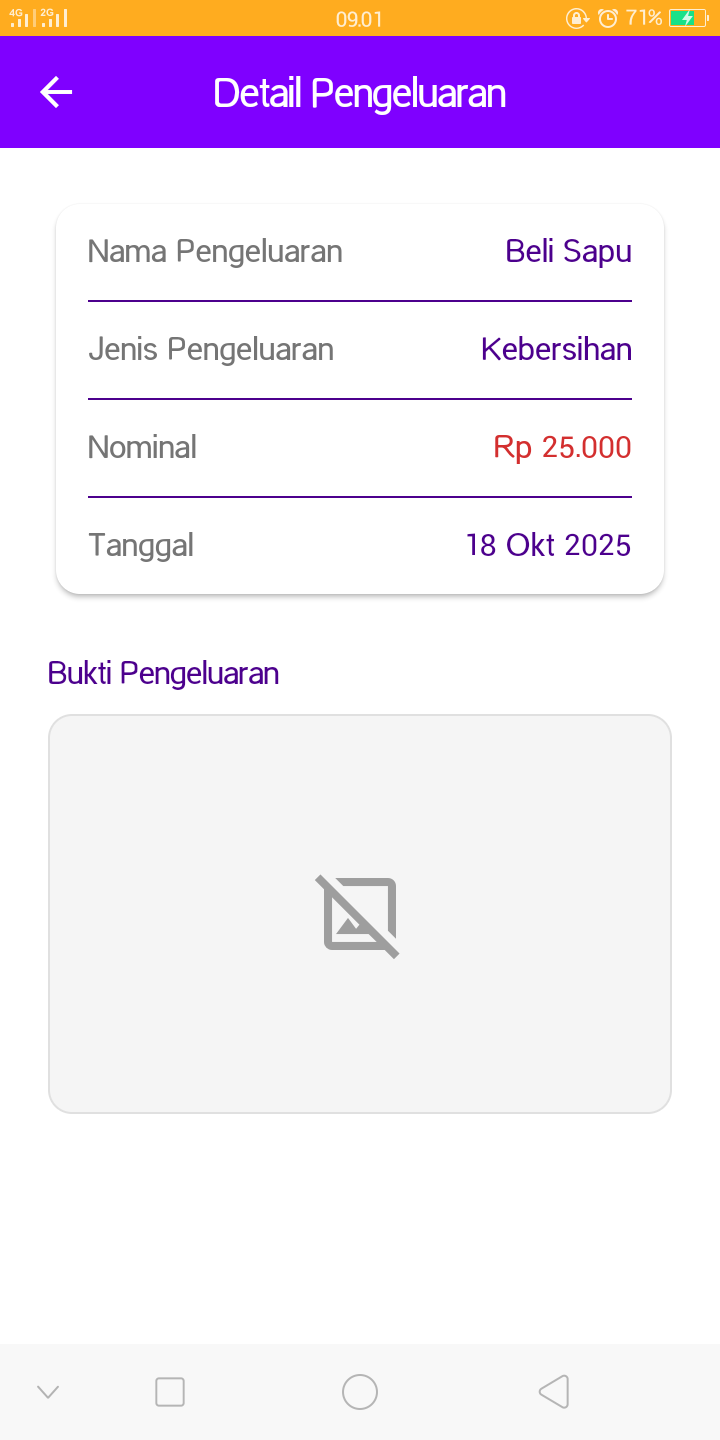 4G 2G 09.01 71%
Detail Pengeluaran
Nama Pengeluaran Beli Sapu
Jenis Pengeluaran Kebersihan
Nominal Rp 25.000
Tanggal 18 Okt 2025
Bukti Pengeluaran